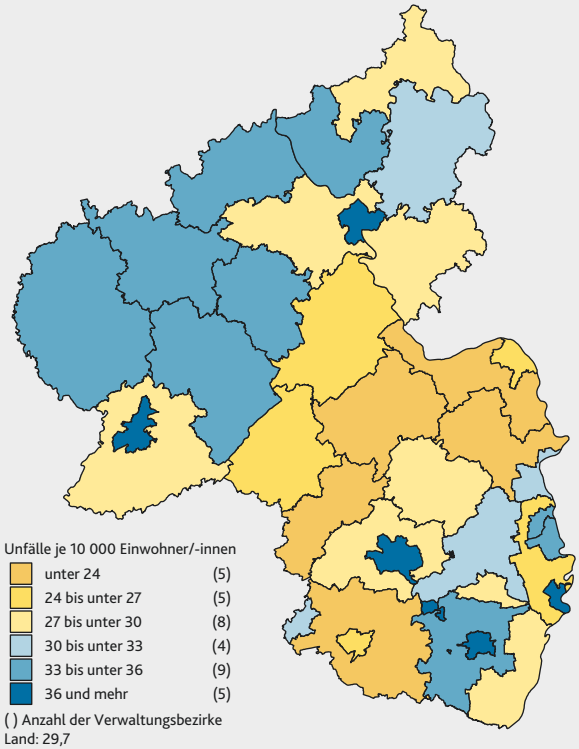 Unfälle je 10 000 Einwohner/-innen
unter 24 (5)
24 bis unter 27 (5)
27 bis unter 30 (8)
30 bis unter 33 (4)
33 bis unter 36 (9)
36 und mehr (5)
( ) Anzahl der Verwaltungsbezirke
Land: 29,7